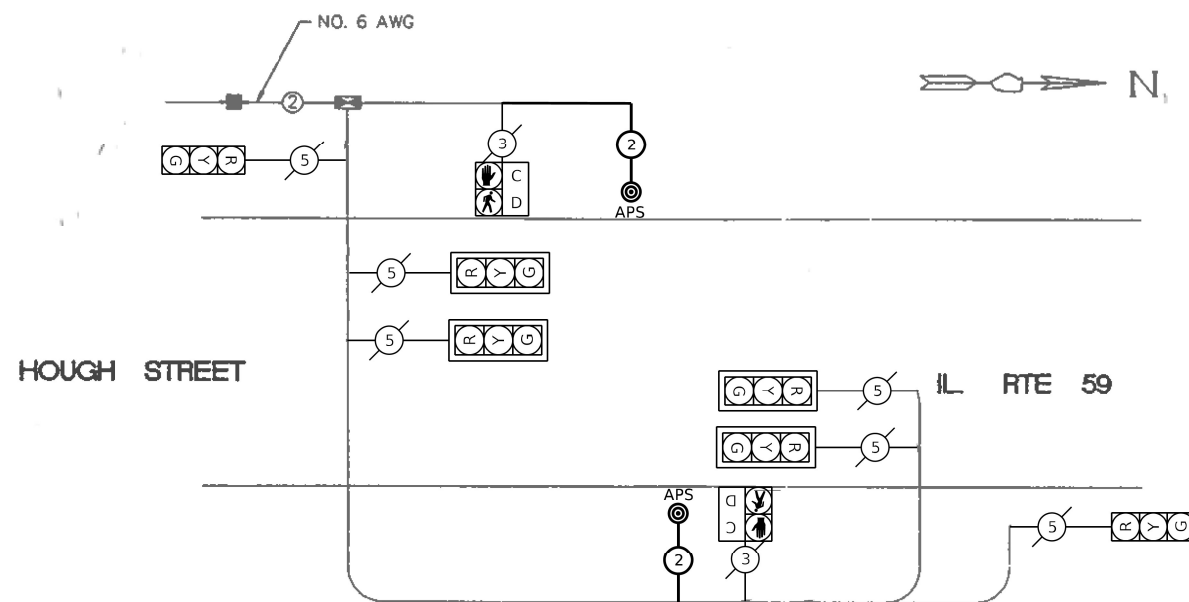 NO. 6 AWG
N
2
3
2
G Y R 5
C
D
APS
5 R Y G
5 R Y G
HOUGH STREET
IL RTE 59
G Y R 5
G Y R 5
APS
D
C
5 R Y G
2
3